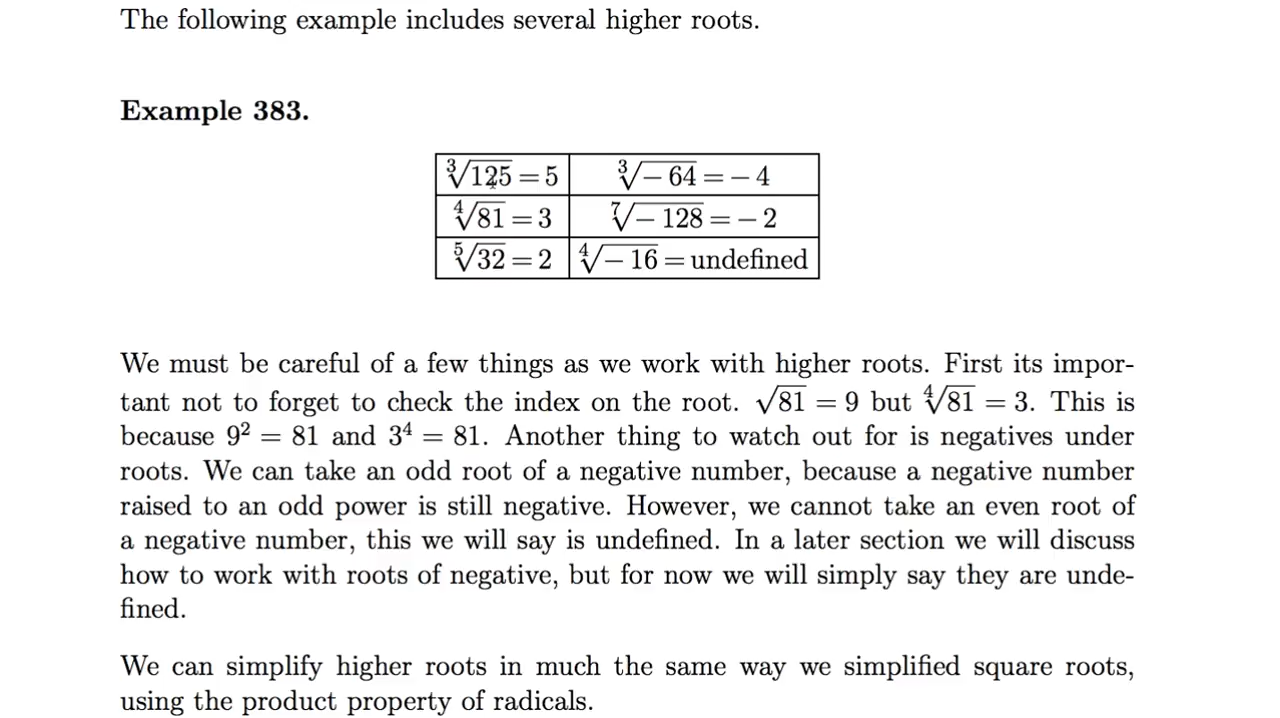 The following example includes several higher roots.
Example 383.
∛125 = 5 ∛− 64 = − 4
∜81 = 3 ⁷√− 128 = − 2
⁵√32 = 2 ∜− 16 = undefined
We must be careful of a few things as we work with higher roots. First its impor-
tant not to forget to check the index on the root. √81 = 9 but ∜81 = 3. This is
because 9² = 81 and 3⁴ = 81. Another thing to watch out for is negatives under
roots. We can take an odd root of a negative number, because a negative number
raised to an odd power is still negative. However, we cannot take an even root of
a negative number, this we will say is undefined. In a later section we will discuss
how to work with roots of negative, but for now we will simply say they are unde-
fined.
We can simplify higher roots in much the same way we simplified square roots,
using the product property of radicals.